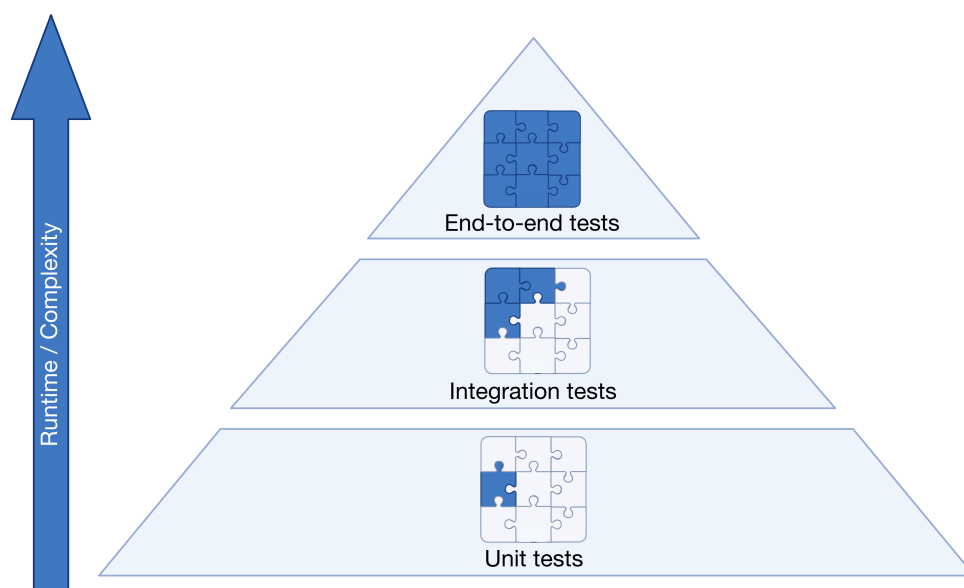 Runtime / Complexity
End-to-end tests
Integration tests
Unit tests